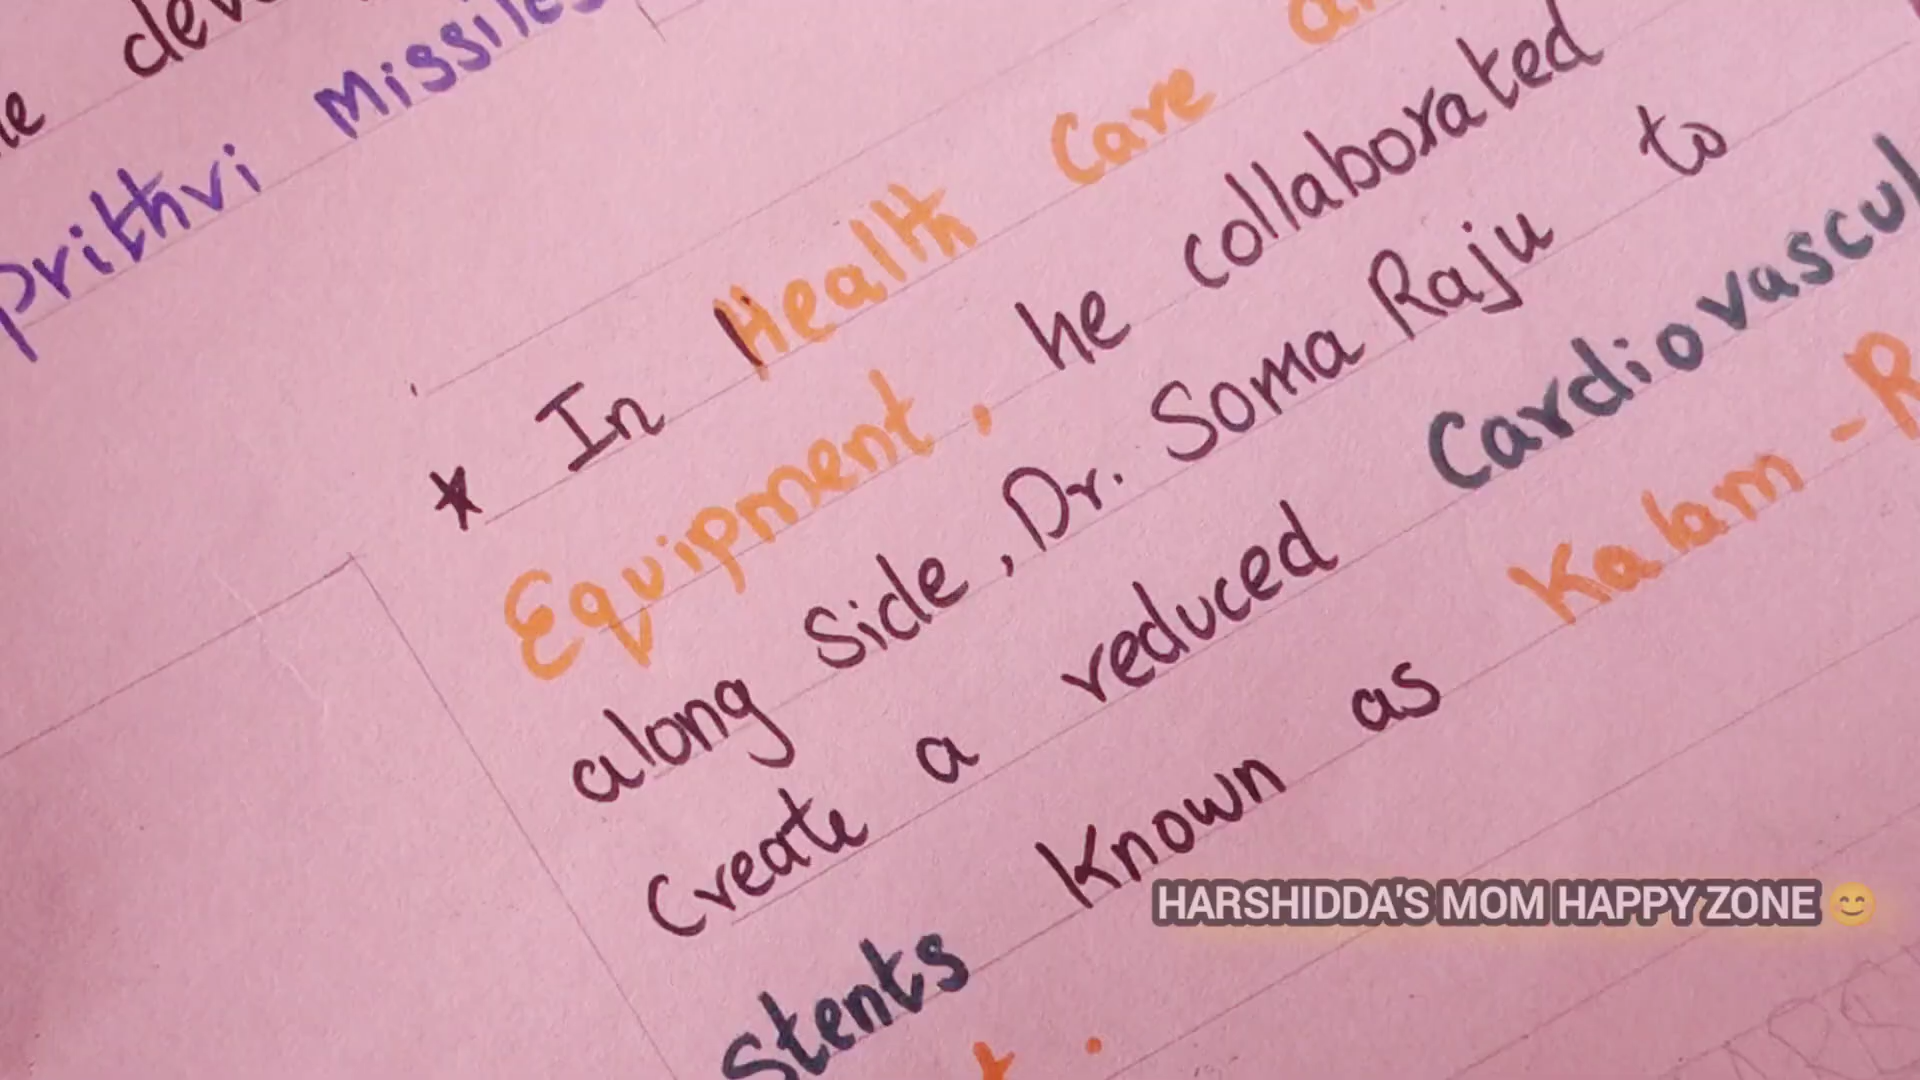 Prithvi Missiles
* In Health Care
Equipment, he collaborated
along Side, Dr. Soma Raju to
Create a reduced Cardiovascul
Stents Known as Kalam - R
HARSHIDDA'S MOM HAPPY ZONE 😊